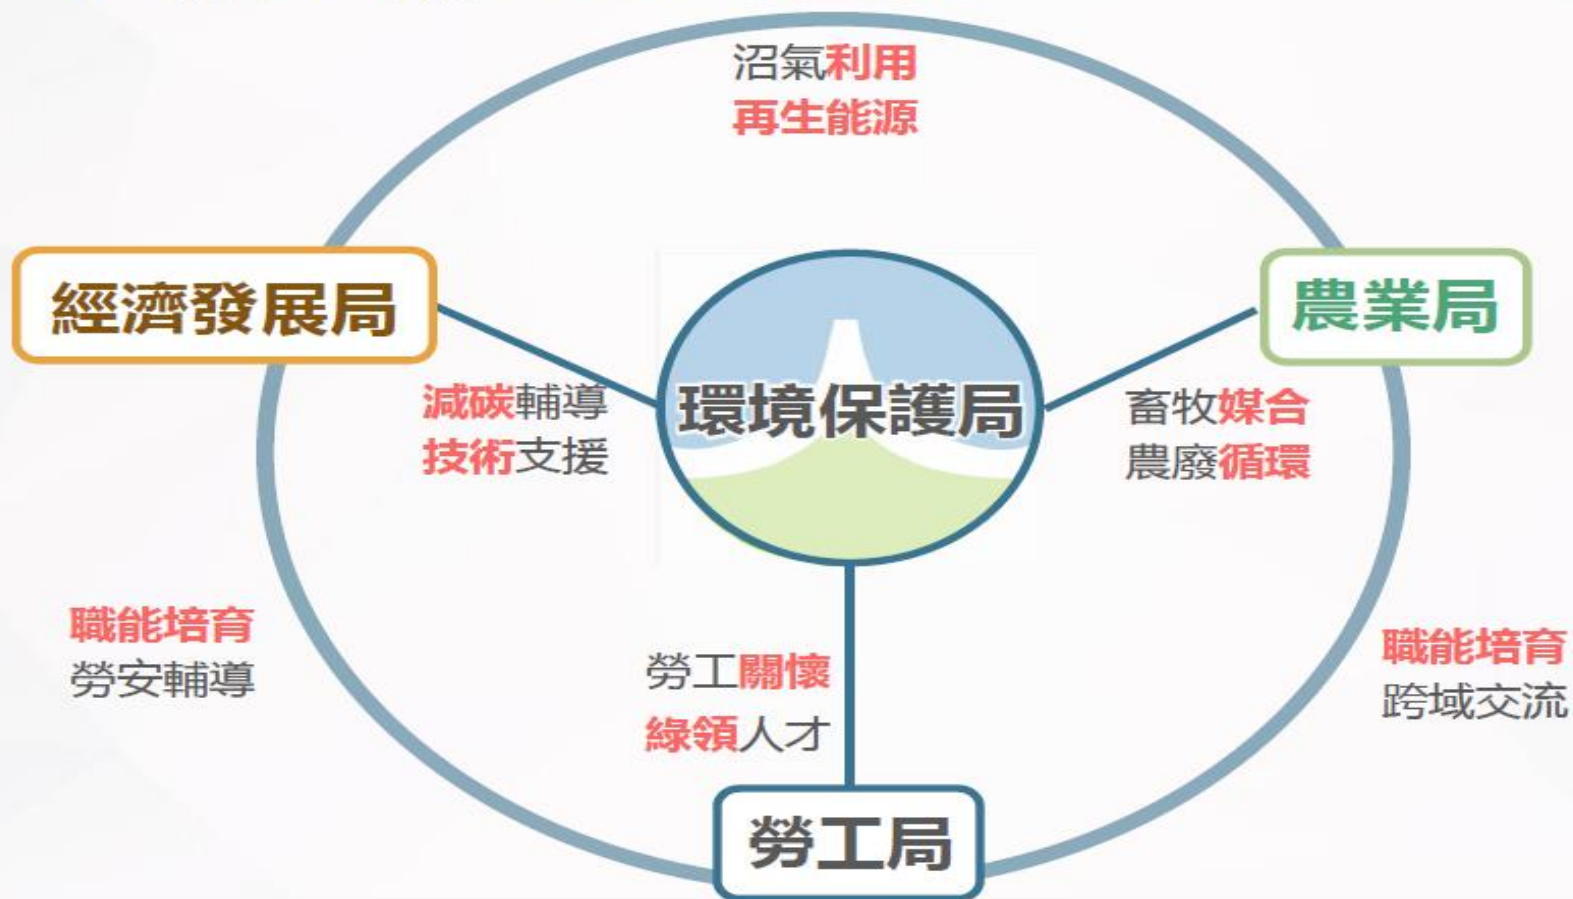 沼氣利用
再生能源
經濟發展局
農業局
環境保護局
減碳輔導
技術支援
畜牧媒合
農廢循環
職能培育
勞安輔導
勞工關懷
綠領人才
職能培育
跨域交流
勞工局